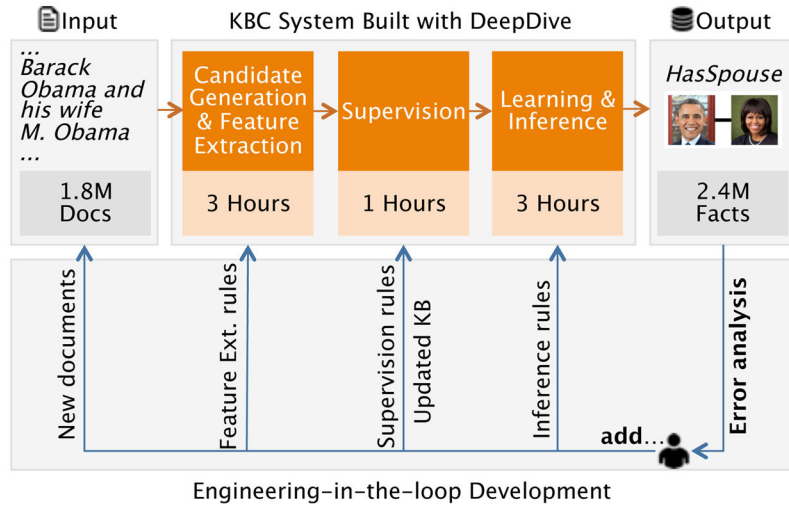 Input
KBC System Built with DeepDive
Output
...
Barack
Obama and
his wife
M. Obama
...
1.8M
Docs
Candidate
Generation
& Feature
Extraction
3 Hours
Supervision
1 Hours
Learning &
Inference
3 Hours
HasSpouse
2.4M
Facts
New documents
Feature Ext. rules
Supervision rules
Updated KB
Inference rules
add...
Error analysis
Engineering-in-the-loop Development